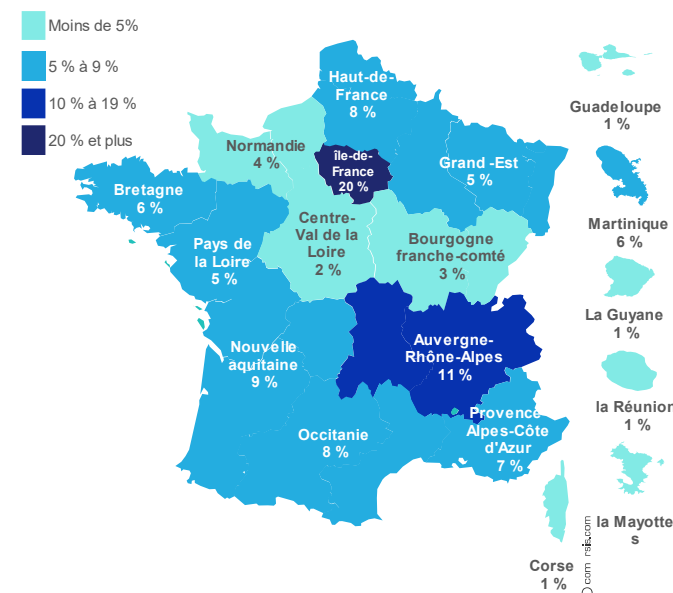 Moins de 5%
5 % à 9 %
10 % à 19 %
20 % et plus
Haut-de-
France
8 %
Normandie
4 %
île-de-
France
20 %
Grand -Est
5 %
Bretagne
6 %
Pays de
la Loire
5 %
Centre-
Val de la
Loire
2 %
Bourgogne
franche-comté
3 %
Nouvelle
aquitaine
9 %
Auvergne-
Rhône-Alpes
11 %
Occitanie
8 %
Provence
Alpes-Côte
d'Azur
7 %
Guadeloupe
1 %
Martinique
6 %
La Guyane
1 %
la Réunion
1 %
la Mayotte
s
Corse
1 %